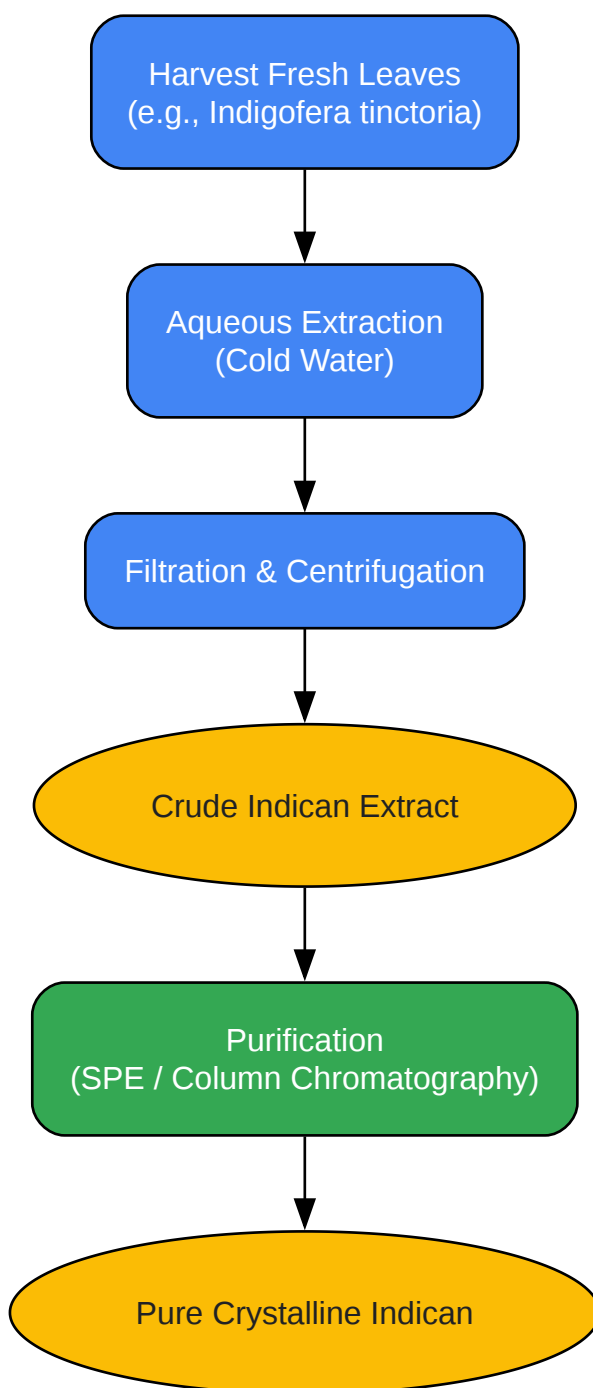 Harvest Fresh Leaves
(e.g., Indigofera tinctoria)
Aqueous Extraction
(Cold Water)
Filtration & Centrifugation
Crude Indican Extract
Purification
(SPE / Column Chromatography)
Pure Crystalline Indican